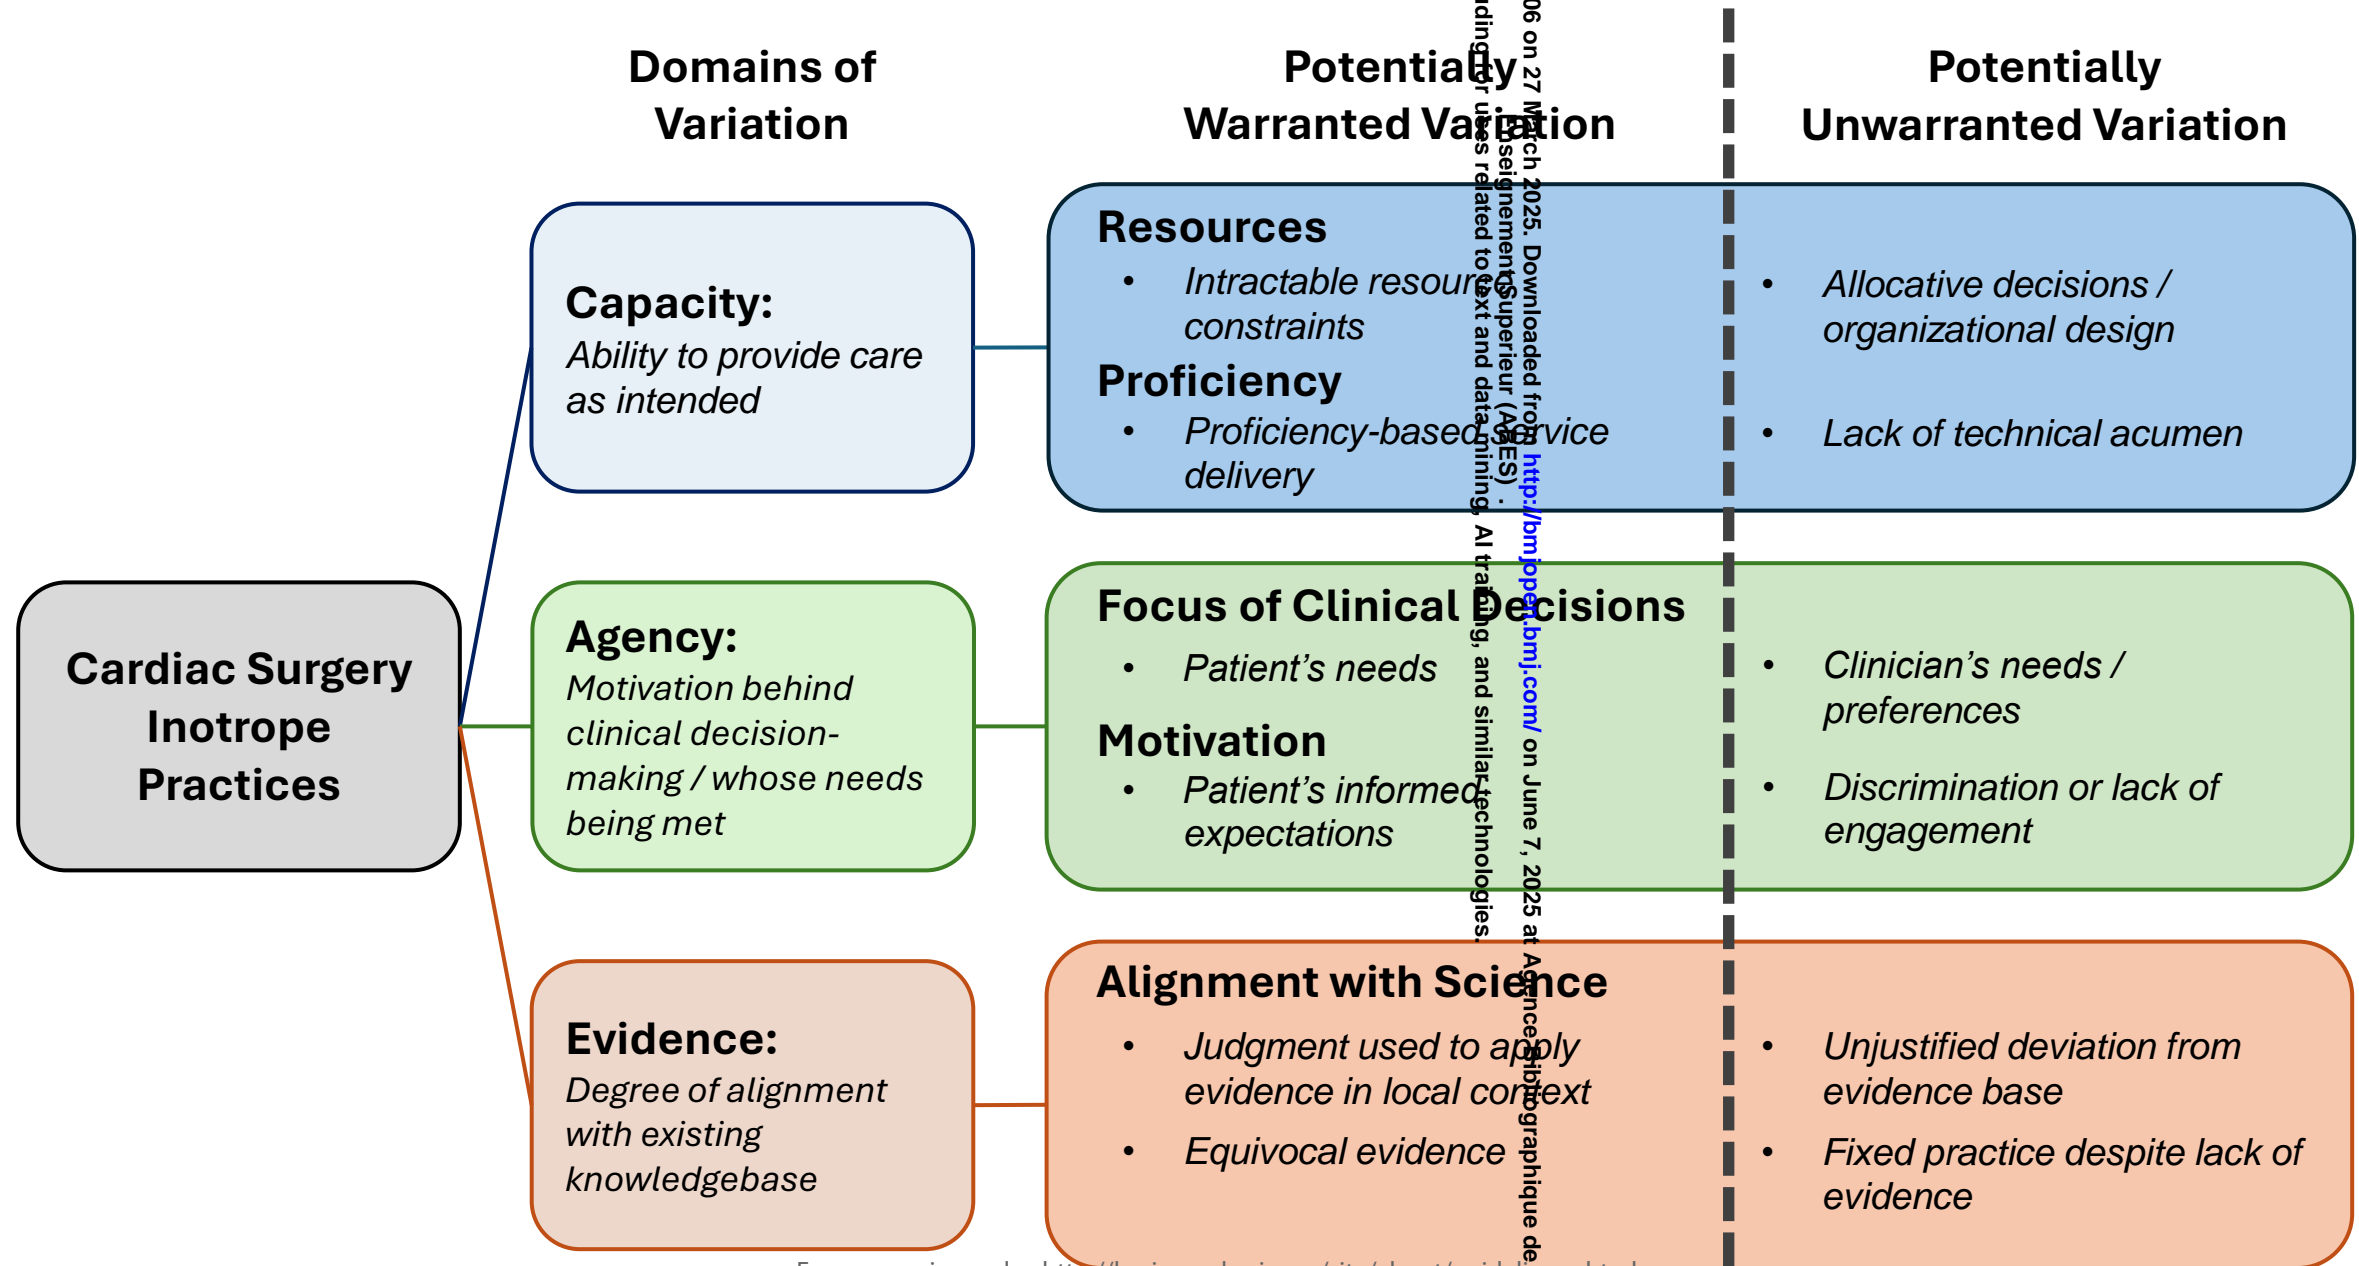 Domains of
Variation
Potentially
Warranted Variation
Potentially
Unwarranted Variation
Cardiac Surgery
Inotrope
Practices
Capacity:
Ability to provide care
as intended
Resources
• Intractable resource
constraints
Proficiency
• Proficiency-based service
delivery
• Allocative decisions /
organizational design
• Lack of technical acumen
Agency:
Motivation behind
clinical decision-
making / whose needs
being met
Focus of Clinical Decisions
• Patient’s needs
Motivation
• Patient’s informed
expectations
• Clinician’s needs /
preferences
• Discrimination or lack of
engagement
Evidence:
Degree of alignment
with existing
knowledgebase
Alignment with Science
• Judgment used to apply
evidence in local context
• Equivocal evidence
• Unjustified deviation from
evidence base
• Fixed practice despite lack of
evidence
06 on 27 March 2025. Downloaded from http://bmjopen.bmj.com/ on June 7, 2025 at Agence Bibliographique de
Enseignement Superieur (ABES) .
for uses related to text and data mining, AI training, and similar technologies.